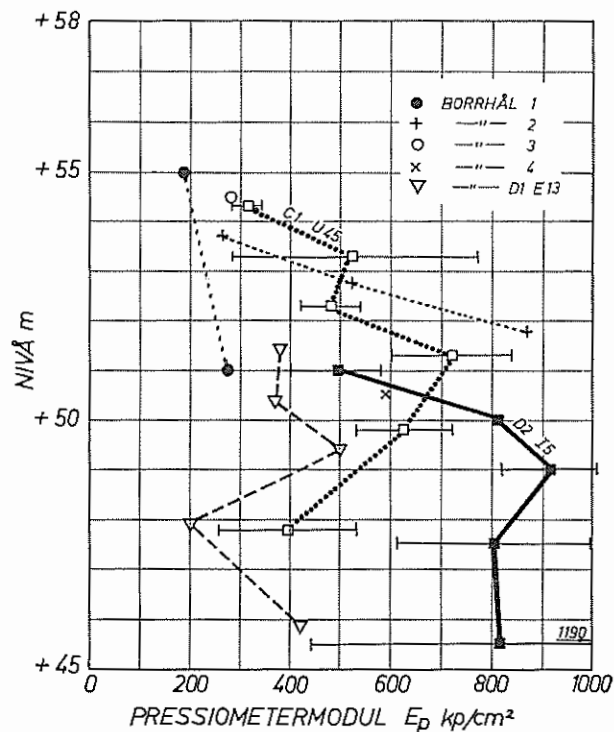 +58
+55
+50
+45
NIVÅ m
BORRHÅL 1
—"— 2
—"— 3
—"— 4
—"— D1 E13
C1 U45
D2 I5
1190
0 200 400 600 800 1000
PRESSIOMETERMODUL Ep kp/cm²